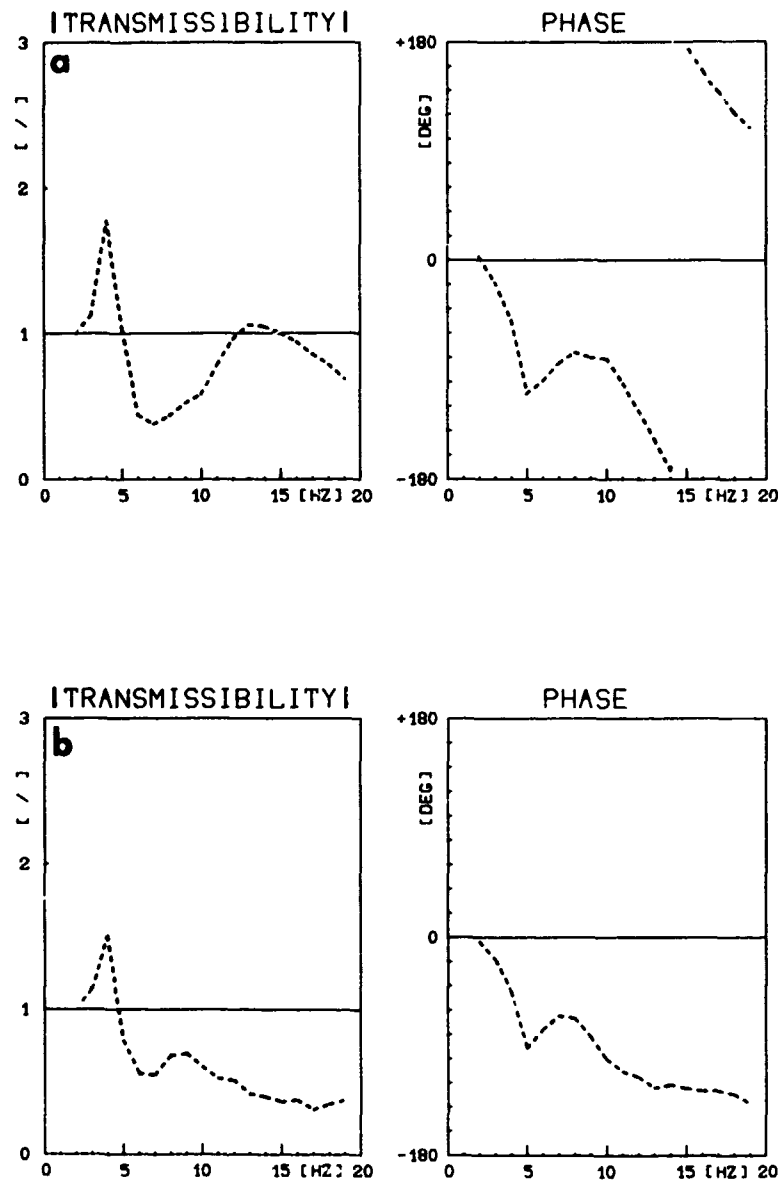 |TRANSMISSIBILITY| PHASE
3 +180
a
[ / ] [DEG]
2
0
1
0 -180
0 5 10 15 [HZ] 20 0 5 10 15 [HZ] 20
|TRANSMISSIBILITY| PHASE
3 +180
b
[ / ] [DEG]
2
0
1
0 -180
0 5 10 15 [HZ] 20 0 5 10 15 [HZ] 20